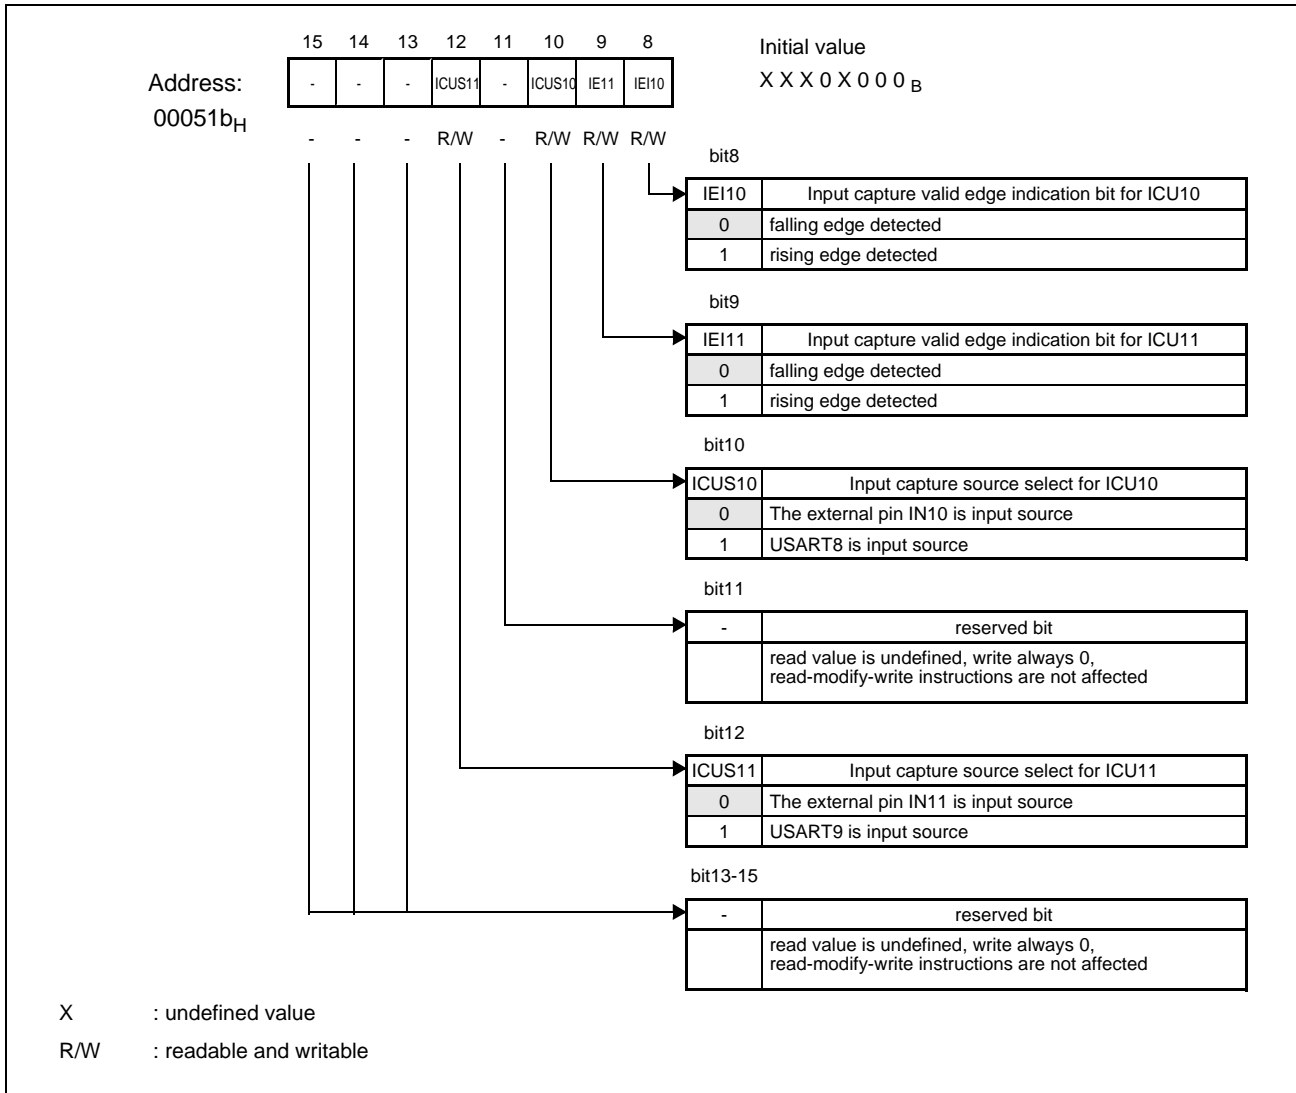 15 14 13 12 11 10 9 8
Initial value
Address:
- - - ICUS11 - ICUS10 IE11 IEI10
X X X 0 X 0 0 0 B
00051bH
- - - R/W - R/W R/W R/W
bit8
IEI10 Input capture valid edge indication bit for ICU10
0 falling edge detected
1 rising edge detected
bit9
IEI11 Input capture valid edge indication bit for ICU11
0 falling edge detected
1 rising edge detected
bit10
ICUS10 Input capture source select for ICU10
0 The external pin IN10 is input source
1 USART8 is input source
bit11
- reserved bit
read value is undefined, write always 0,
read-modify-write instructions are not affected
bit12
ICUS11 Input capture source select for ICU11
0 The external pin IN11 is input source
1 USART9 is input source
bit13-15
- reserved bit
read value is undefined, write always 0,
read-modify-write instructions are not affected
X : undefined value
R/W : readable and writable